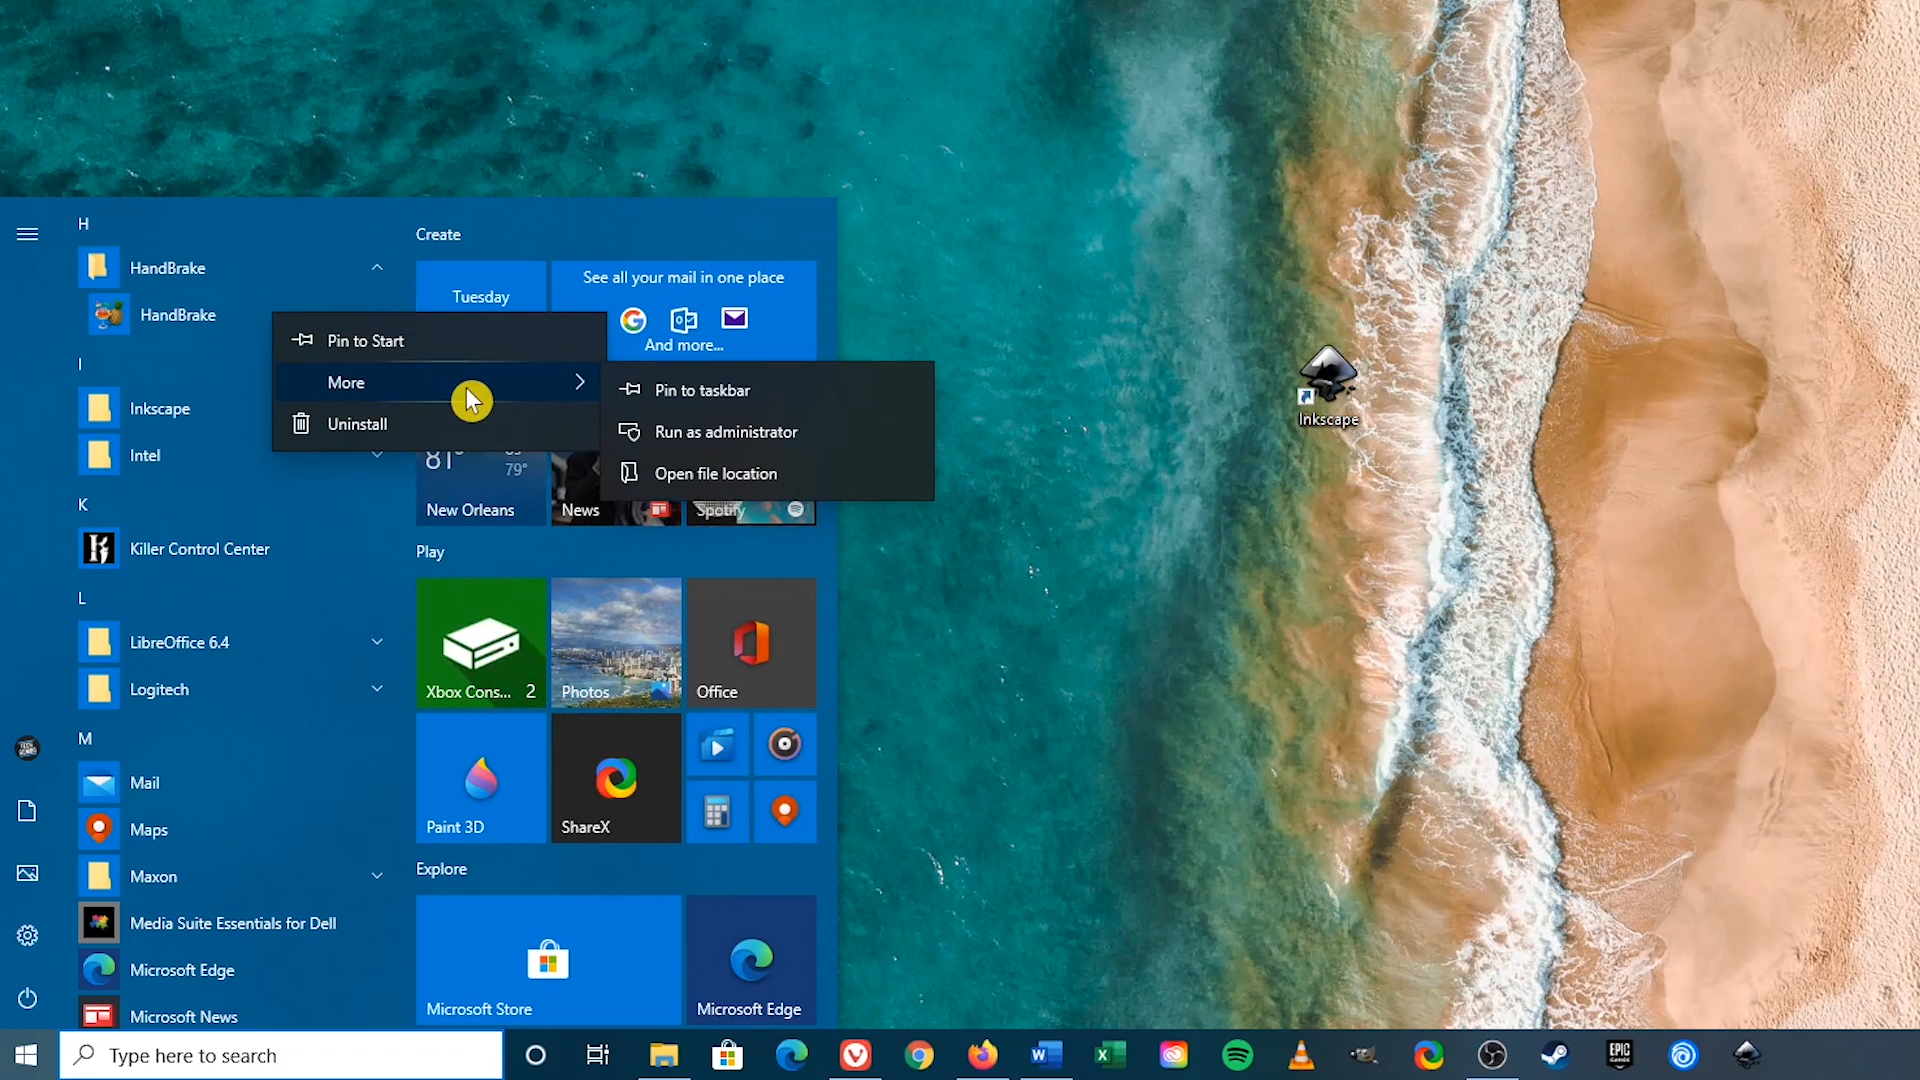 H
HandBrake
HandBrake
I
Inkscape
Intel
K
Killer Control Center
L
LibreOffice 6.4
Logitech
M
Mail
Maps
Maxon
Media Suite Essentials for Dell
Microsoft Edge
Microsoft News
Create
Tuesday
See all your mail in one place
And more...
Pin to Start
More
Uninstall
Pin to taskbar
Run as administrator
Open file location
81°
79°
New Orleans
News
Spotify
Play
Xbox Cons... 2
Photos
Office
Paint 3D
ShareX
Explore
Microsoft Store
Microsoft Edge
Inkscape
Type here to search
EPIC
GAMES